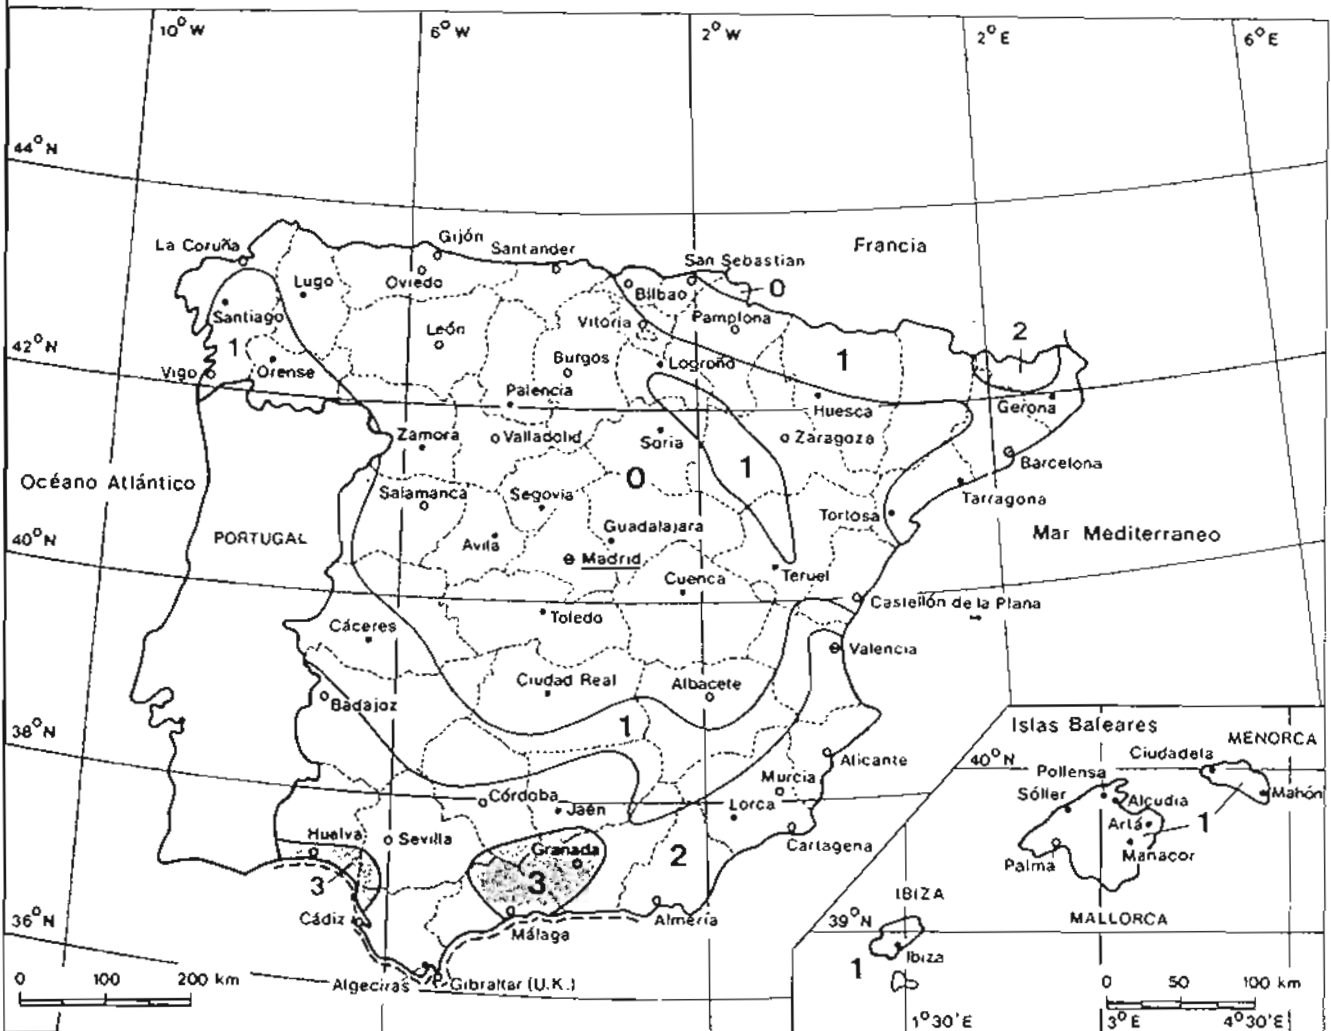 10°W
6°W
2°W
2°E
6°E
44°N
La Coruña
Gijón
Santander
Francia
San Sebastian
Lugo
Oviedo
Bilbao
0
Santiago
León
Vitoria
Pamplona
2
42°N
1
Vigo
Orense
Burgos
Logroño
1
Palencia
Huesca
Gerona
Zamora
Valladolid
Soria
Zaragoza
Barcelona
Océano Atlántico
0
1
Salamanca
Segovia
Tarragona
Tortosa
PORTUGAL
Guadalajara
Mar Mediterraneo
40°N
Avila
Madrid
Cuenca
Teruel
Castellón de la Plana
Toledo
Cáceres
Valencia
Ciudad Real
Albacete
Badajoz
1
38°N
Islas Baleares
MENORCA
40°N
Ciudadela
Alicante
Pollensa
Murcia
Córdoba
Sóller
Alcudia
Mahón
Jaén
Lorca
Artá
1
Huelva
Sevilla
Cartagena
Granada
2
Palma
Manacor
3
3
IBIZA
36°N
Cádiz
Almería
39°N
MALLORCA
Málaga
Ibiza
1
0 100 200 km
Algeciras
Gibraltar (U.K.)
0 50 100 km
1°30'E
3°E
4°30'E